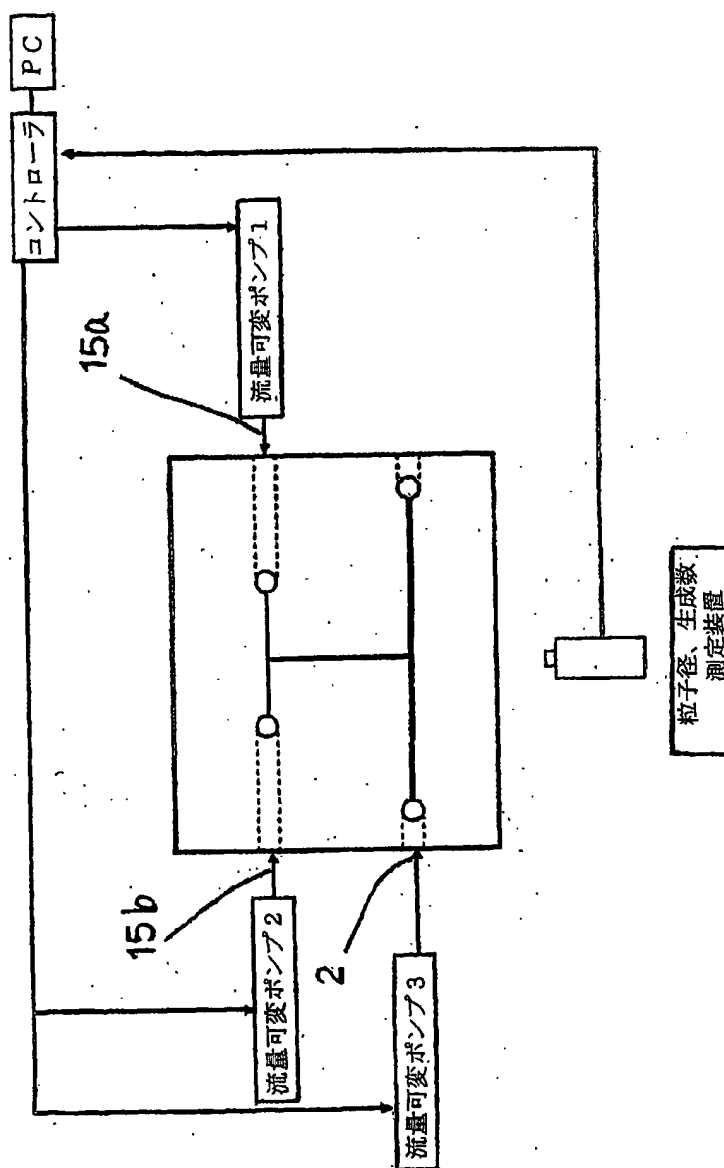 PC
コントローラ
流量可変ポンプ1
15a
15b
流量可変ポンプ2
2
流量可変ポンプ3
粒子径、生成数
測定装置